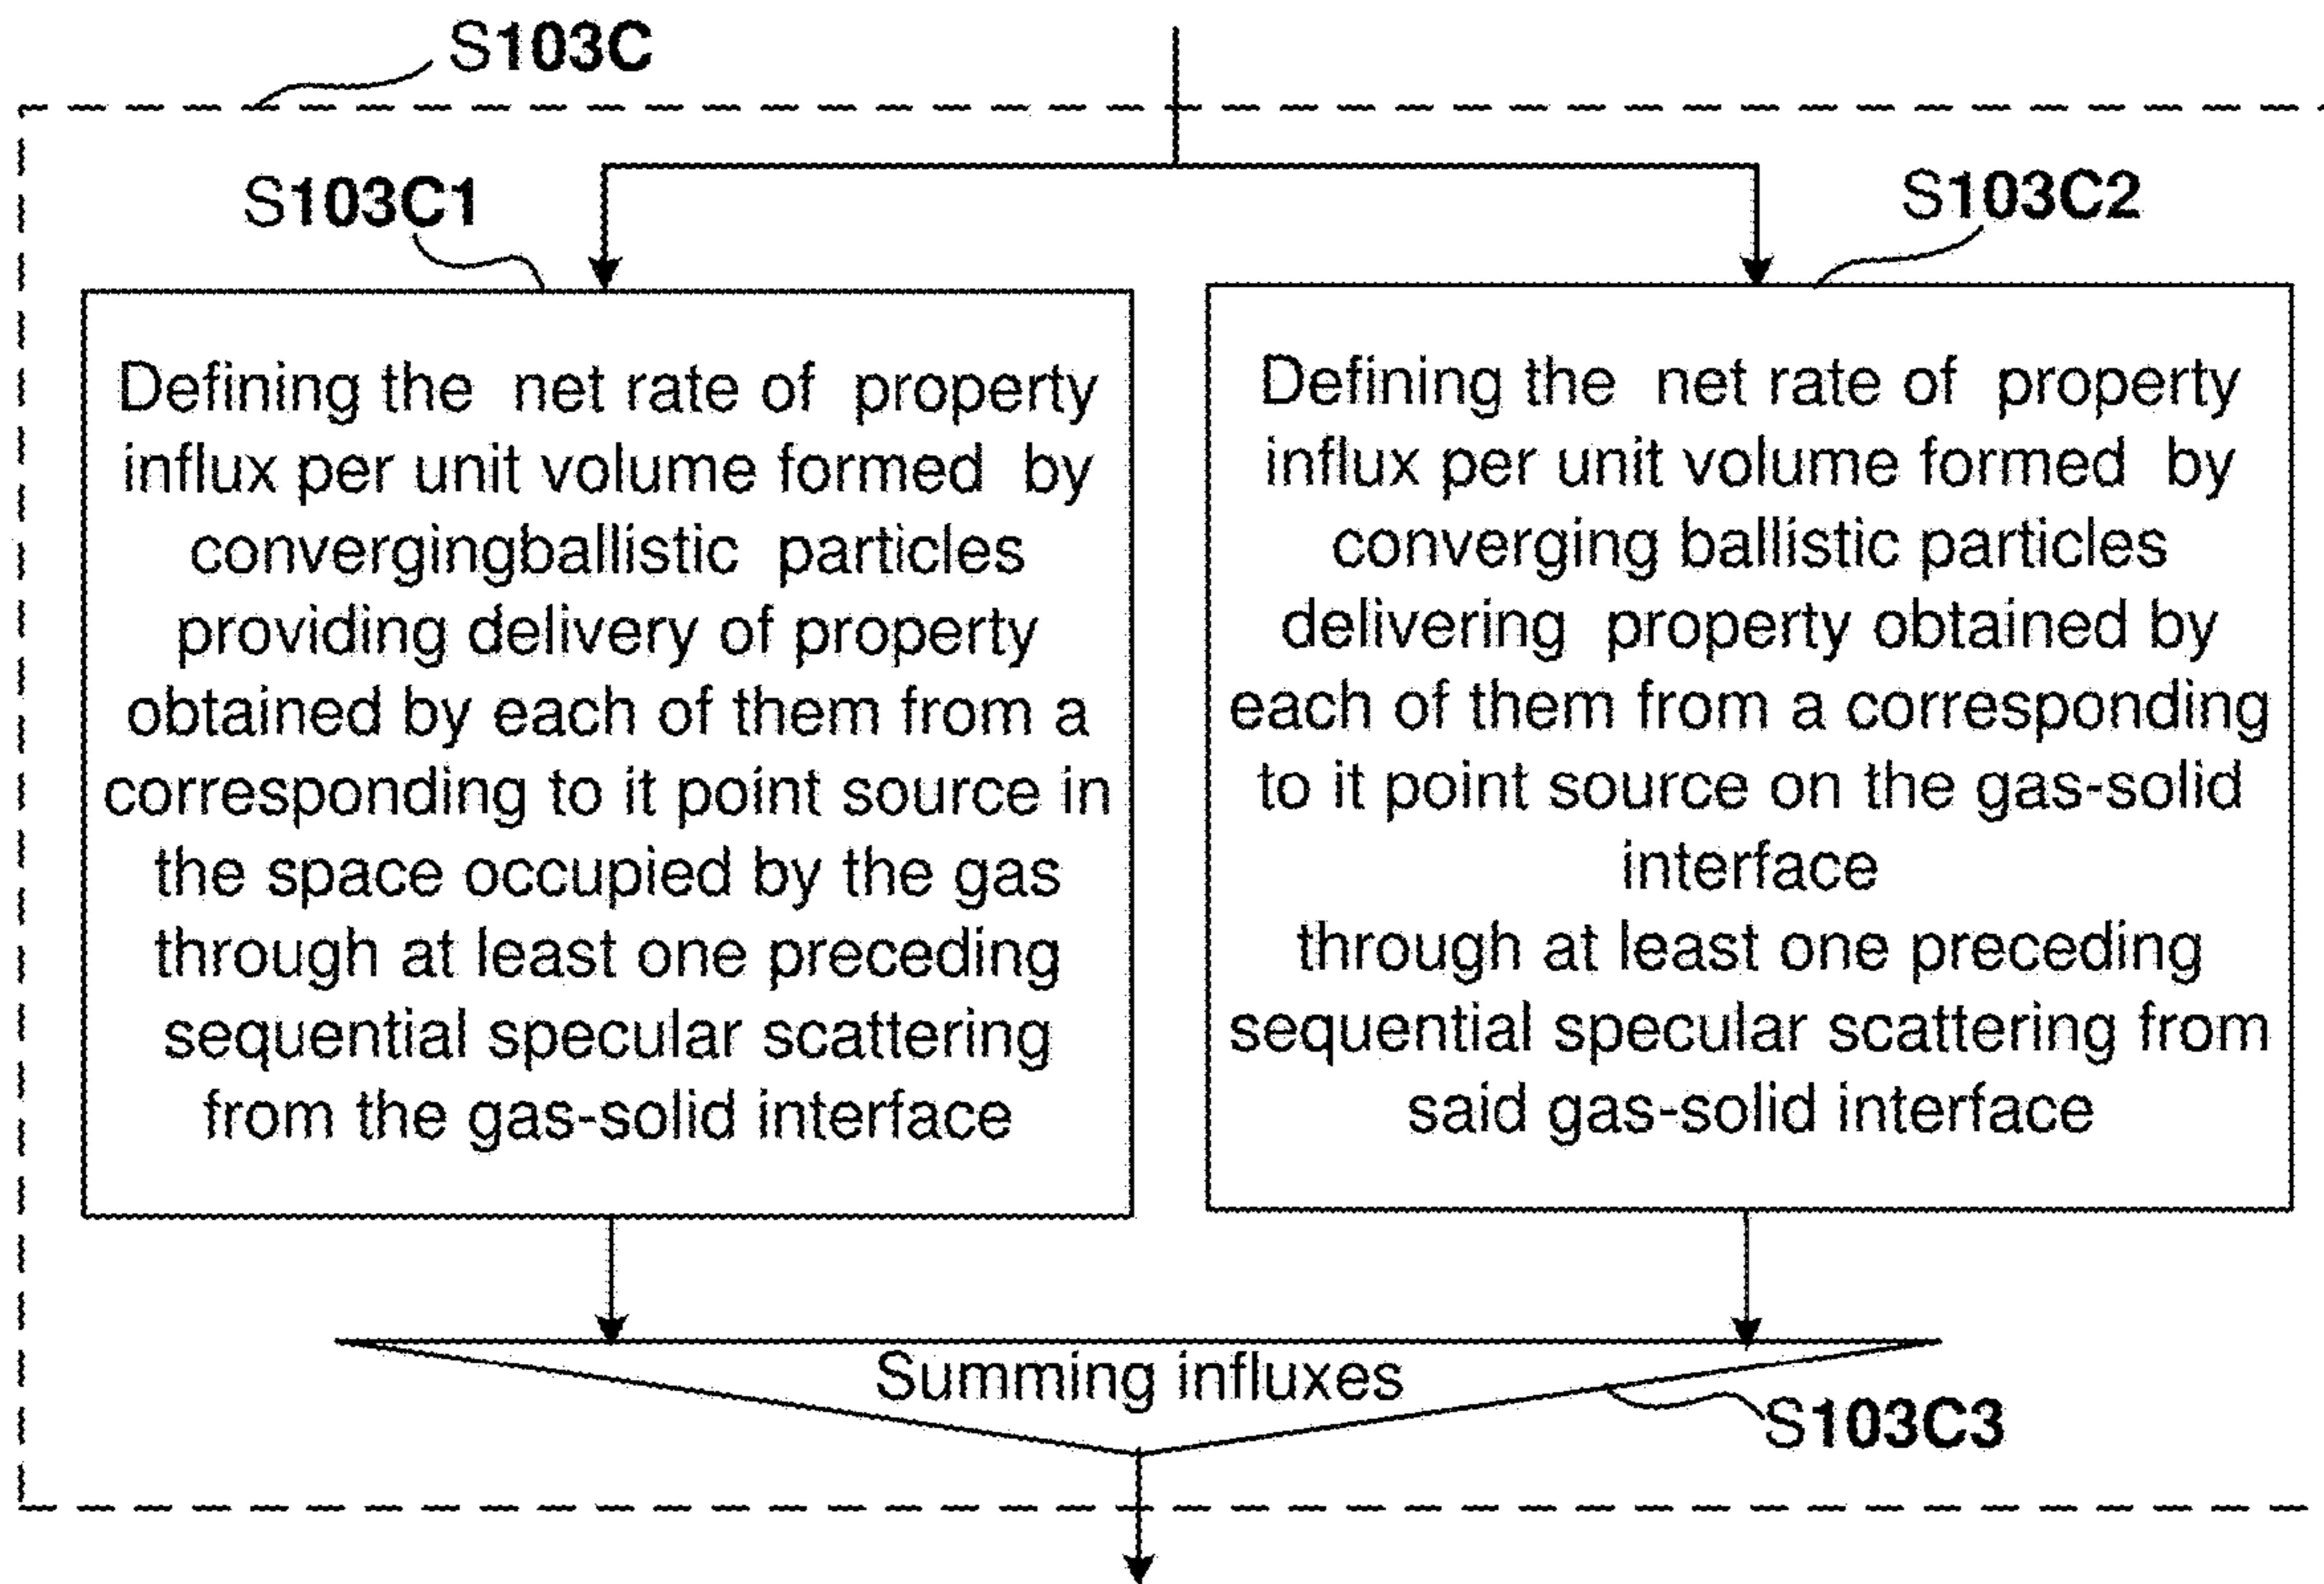 S103C
S103C1
S103C2
Defining the net rate of property
influx per unit volume formed by
convergingballistic particles
providing delivery of property
obtained by each of them from a
corresponding to it point source in
the space occupied by the gas
through at least one preceding
sequential specular scattering
from the gas-solid interface
Defining the net rate of property
influx per unit volume formed by
converging ballistic particles
delivering property obtained by
each of them from a corresponding
to it point source on the gas-solid
interface
through at least one preceding
sequential specular scattering from
said gas-solid interface
Summing influxes
S103C3